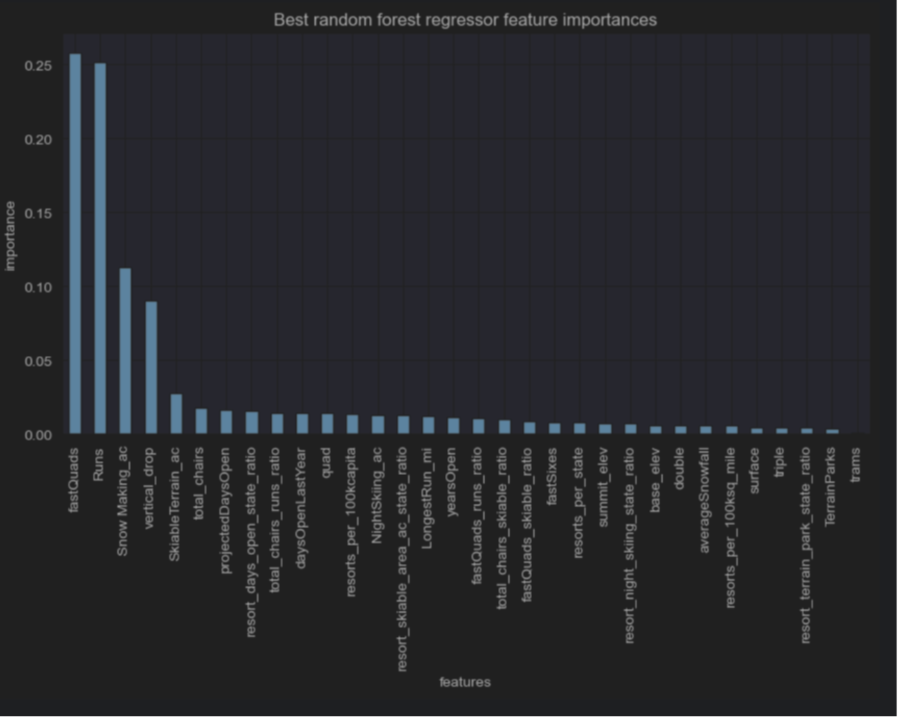 Best random forest regressor feature importances
0.25
0.20
0.15
0.10
0.05
0.00
importance
fastQuads
Runs
Snow Making_ac
vertical_drop
SkiableTerrain_ac
total_chairs
projectedDaysOpen
resort_days_open_state_ratio
total_chairs_runs_ratio
daysOpenLastYear
quad
resorts_per_100kcapita
NightSkiing_ac
resort_skiable_area_ac_state_ratio
LongestRun_mi
yearsOpen
fastQuads_runs_ratio
total_chairs_skiable_ratio
fastQuads_skiable_ratio
fastSixes
resorts_per_state
summit_elev
resort_night_skiing_state_ratio
base_elev
double
averageSnowfall
resorts_per_100ksq_mile
surface
triple
resort_terrain_park_state_ratio
TerrainParks
trams
features